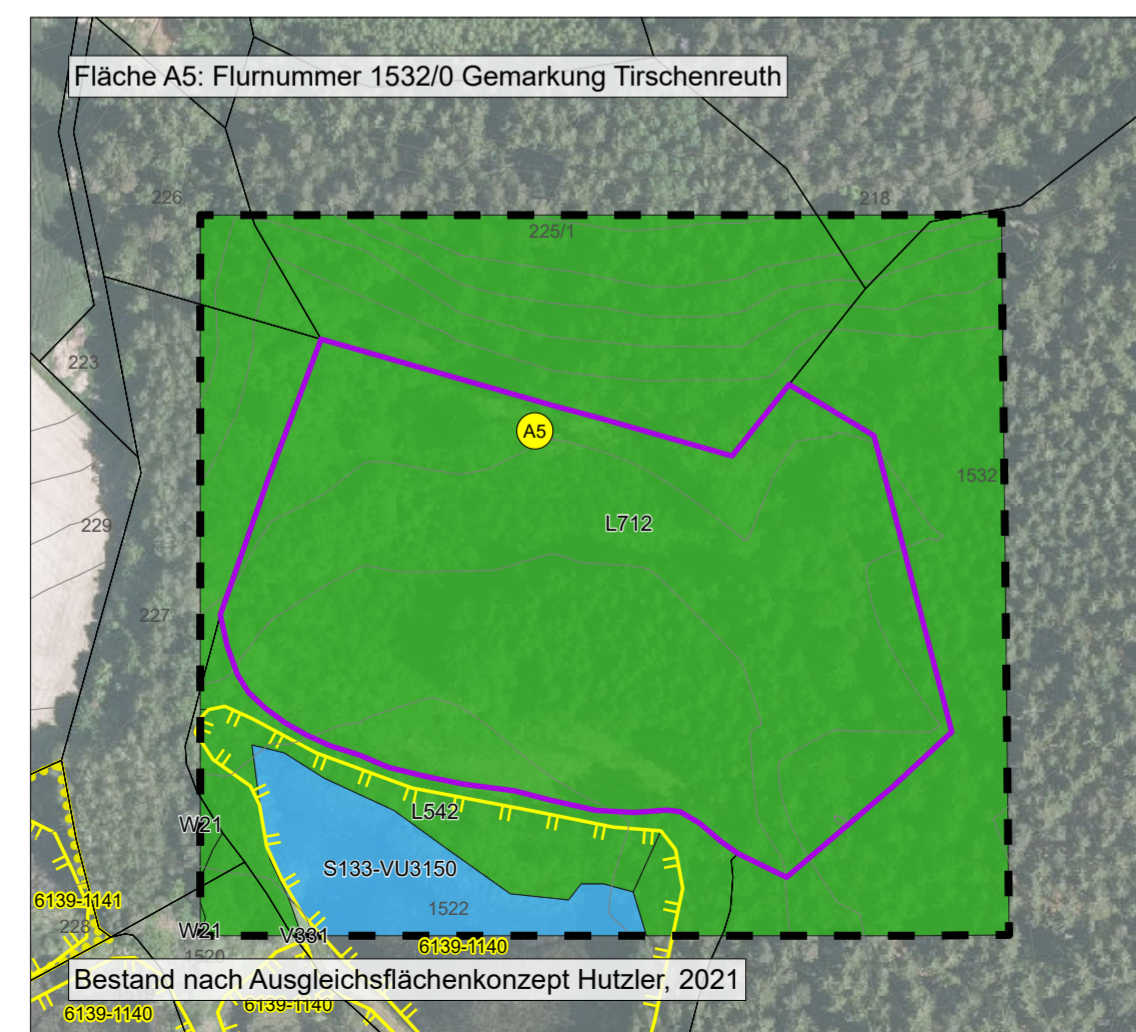 Fläche A5: Flurnummer 1532/0 Gemarkung Tirschenreuth
226
218
225/1
223
A5
1532
L712
229
227
L542
W21
S133-VU3150
6139-1141
1522
228
W21
V331
6139-1140
1520
Bestand nach Ausgleichsflächenkonzept Hutzler, 2021
6139-1140
6139-1140